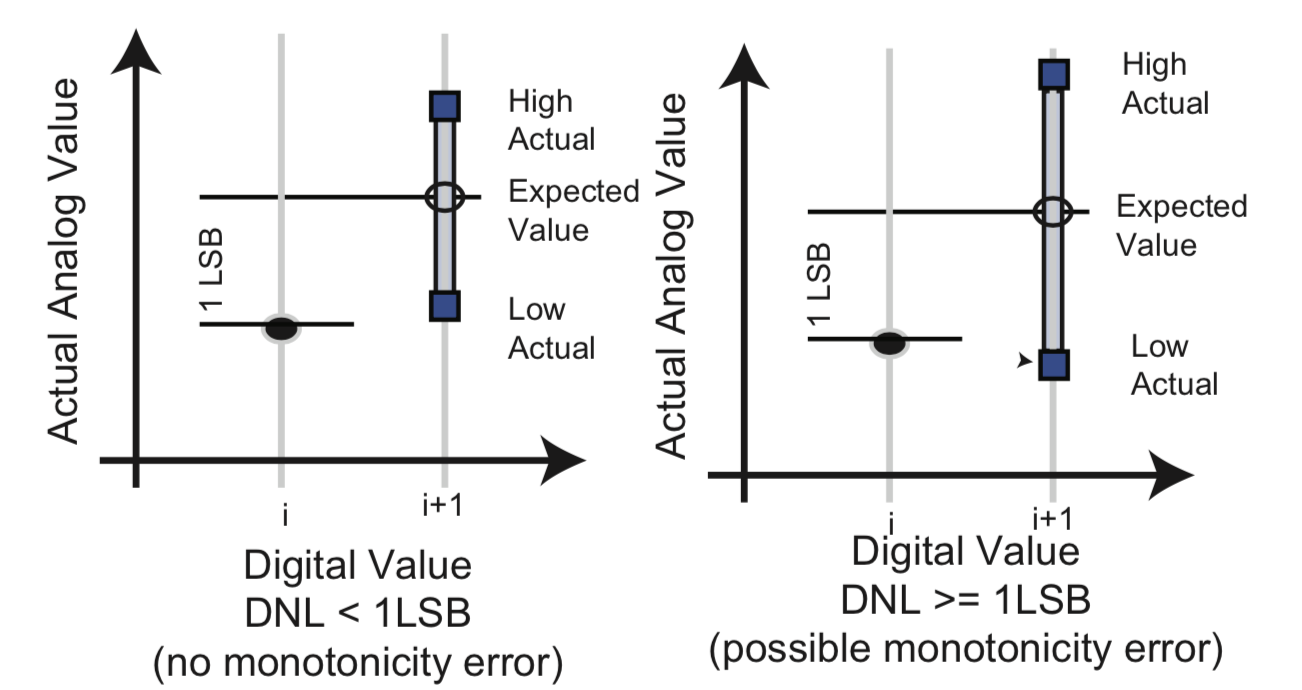 Actual Analog Value
High
Actual
Expected
Value
1 LSB
Low
Actual
i
i+1
Digital Value
DNL < 1LSB
(no monotonicity error)
Actual Analog Value
High
Actual
Expected
Value
1 LSB
Low
Actual
i
i+1
Digital Value
DNL >= 1LSB
(possible monotonicity error)